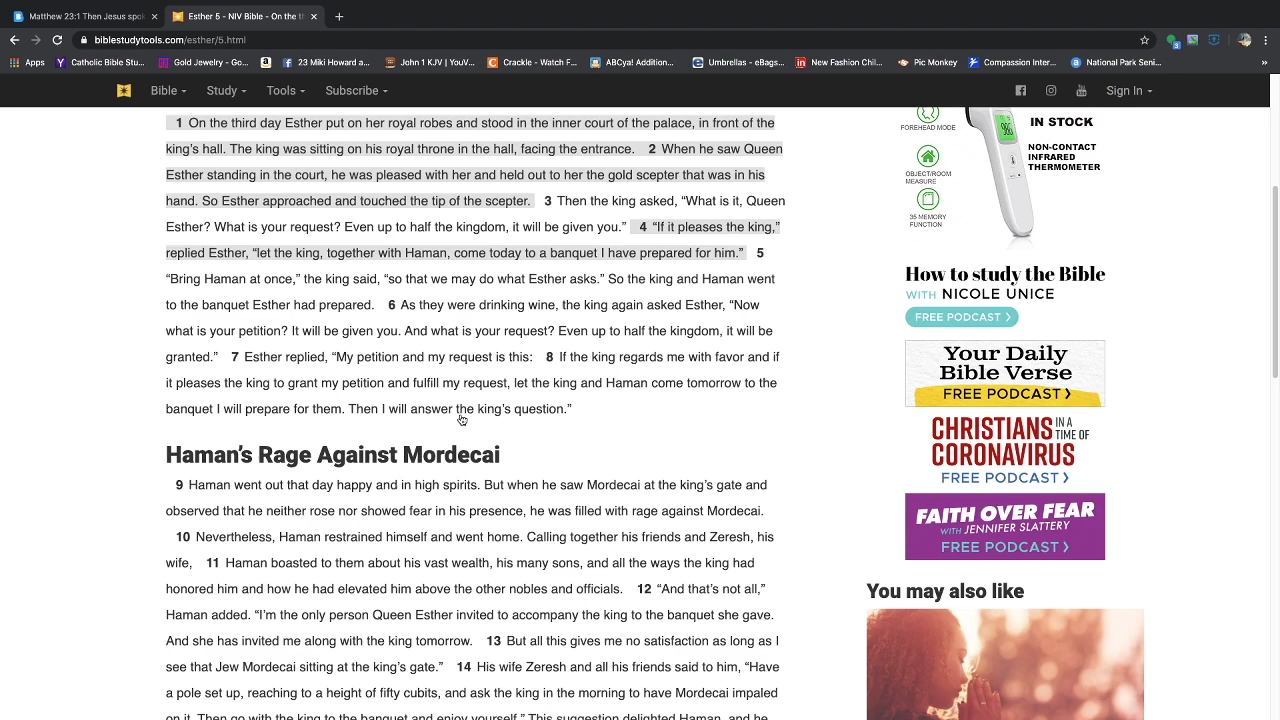 Matthew 23:1 Then Jesus spok
Esther 5 - NIV Bible - On the th
biblestudytools.com/esther/5.html
Apps
Catholic Bible Stu...
Gold Jewelry - Go...
23 Miki Howard a...
John 1 KJV | YouV...
Crackle - Watch F...
ABCya! Addition...
Umbrellas - eBags...
New Fashion Chil...
Pic Monkey
Compassion Inter...
National Park Seni...
»
Bible
Study
Tools
Subscribe
Sign In
1 On the third day Esther put on her royal robes and stood in the inner court of the palace, in front of the
king’s hall. The king was sitting on his royal throne in the hall, facing the entrance. 2 When he saw Queen
Esther standing in the court, he was pleased with her and held out to her the gold scepter that was in his
hand. So Esther approached and touched the tip of the scepter. 3 Then the king asked, “What is it, Queen
Esther? What is your request? Even up to half the kingdom, it will be given you.” 4 “If it pleases the king,”
replied Esther, “let the king, together with Haman, come today to a banquet I have prepared for him.” 5
“Bring Haman at once,” the king said, “so that we may do what Esther asks.” So the king and Haman went
to the banquet Esther had prepared. 6 As they were drinking wine, the king again asked Esther, “Now
what is your petition? It will be given you. And what is your request? Even up to half the kingdom, it will be
granted.” 7 Esther replied, “My petition and my request is this: 8 If the king regards me with favor and if
it pleases the king to grant my petition and fulfill my request, let the king and Haman come tomorrow to the
banquet I will prepare for them. Then I will answer the king’s question.”
Haman’s Rage Against Mordecai
9 Haman went out that day happy and in high spirits. But when he saw Mordecai at the king’s gate and
observed that he neither rose nor showed fear in his presence, he was filled with rage against Mordecai.
10 Nevertheless, Haman restrained himself and went home. Calling together his friends and Zeresh, his
wife, 11 Haman boasted to them about his vast wealth, his many sons, and all the ways the king had
honored him and how he had elevated him above the other nobles and officials. 12 “And that’s not all,”
Haman added. “I’m the only person Queen Esther invited to accompany the king to the banquet she gave.
And she has invited me along with the king tomorrow. 13 But all this gives me no satisfaction as long as I
see that Jew Mordecai sitting at the king’s gate.” 14 His wife Zeresh and all his friends said to him, “Have
a pole set up, reaching to a height of fifty cubits, and ask the king in the morning to have Mordecai impaled
on it. Then go with the king to the banquet and enjoy yourself.” This suggestion delighted Haman, and he
FOREHEAD MODE
OBJECT/ROOM
MEASURE
35 MEMORY
FUNCTION
IN STOCK
NON-CONTACT
INFRARED
THERMOMETER
How to study the Bible
WITH NICOLE UNICE
FREE PODCAST >
Your Daily
Bible Verse
FREE PODCAST >
CHRISTIANS IN A
TIME OF
CORONAVIRUS
FREE PODCAST >
FAITH OVER FEAR
WITH JENNIFER SLATTERY
FREE PODCAST >
You may also like